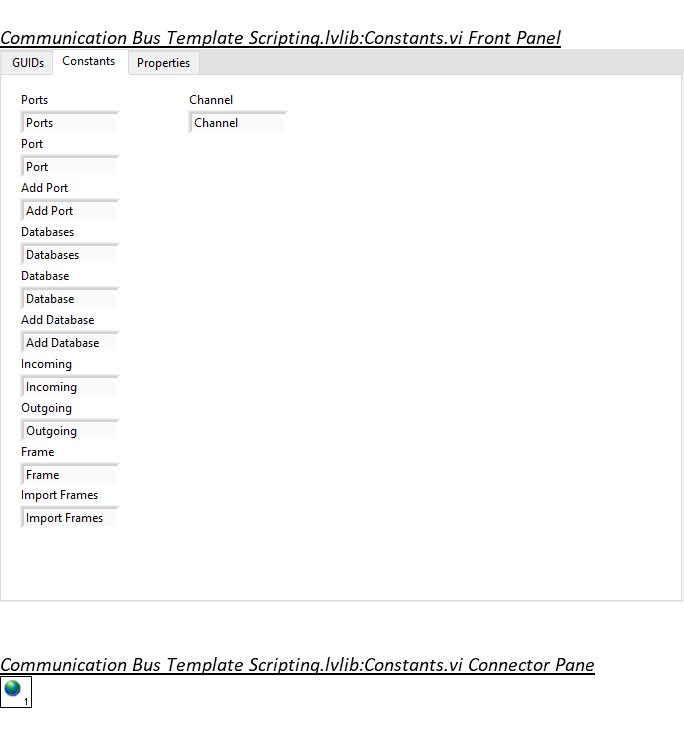 Communication Bus Template Scripting.lvlib:Constants.vi Front Panel
GUIDs Constants Properties
Ports Channel
Ports Channel
Port
Port
Add Port
Add Port
Databases
Databases
Database
Database
Add Database
Add Database
Incoming
Incoming
Outgoing
Outgoing
Frame
Frame
Import Frames
Import Frames
Communication Bus Template Scripting.lvlib:Constants.vi Connector Pane
1